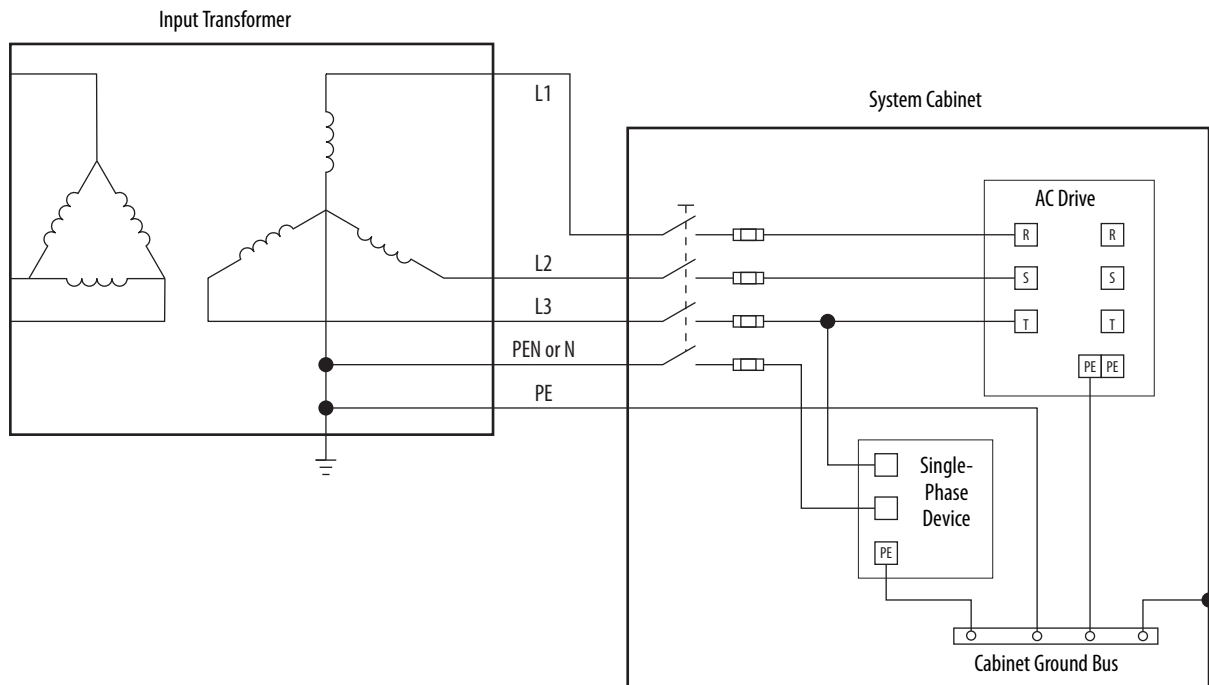 Input Transformer
L1
System Cabinet
AC Drive
R
R
L2
S
S
L3
T
T
PEN or N
PE
PE
PE
Single-
Phase
Device
PE
Cabinet Ground Bus